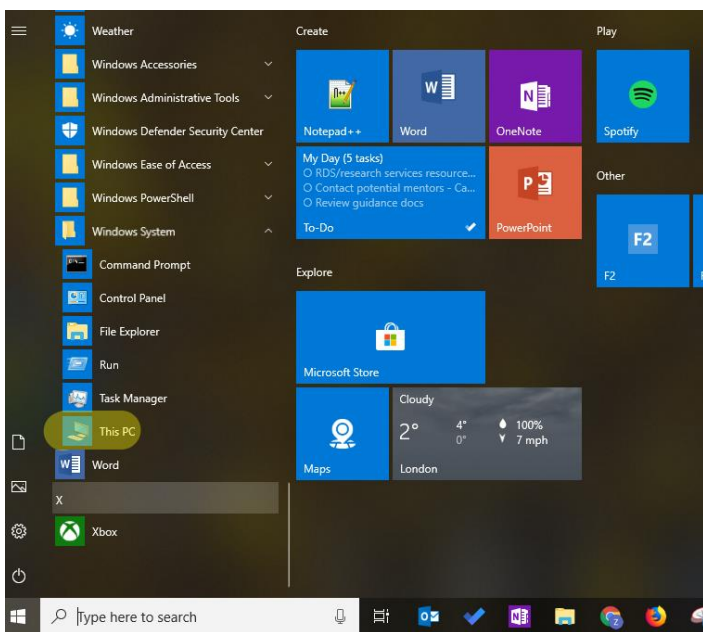 Weather
Windows Accessories
Windows Administrative Tools
Windows Defender Security Center
Windows Ease of Access
Windows PowerShell
Windows System
Command Prompt
Control Panel
File Explorer
Run
Task Manager
This PC
Word
X
Xbox
Create
Notepad++
Word
OneNote
My Day (5 tasks)
O RDS/research services resource...
O Contact potential mentors - Ca...
O Review guidance docs
To-Do
PowerPoint
Explore
Microsoft Store
Maps
Cloudy
2° 4° 100%
0° 7 mph
London
Play
Spotify
Other
F2
F2
Type here to search